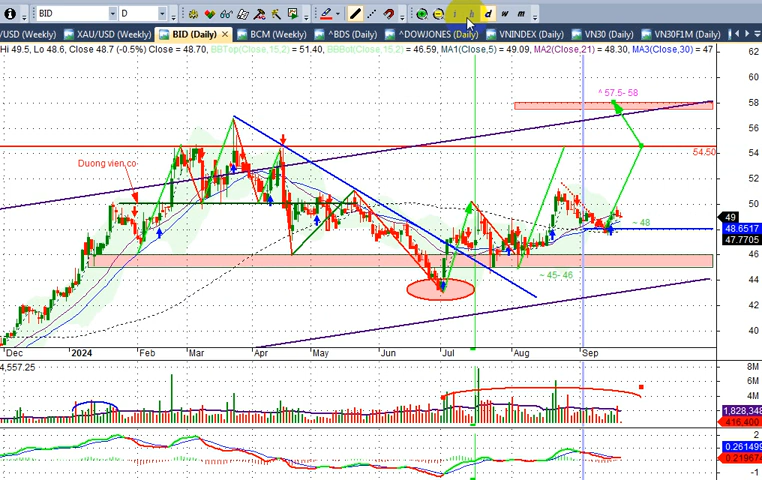 BID D i h d w m
/USD (Weekly) XAU/USD (Weekly) BID (Daily) BCM (Weekly) ^BDS (Daily) ^DOWJONES (Daily) VNINDEX (Daily) VN30 (Daily) VN30F1M (Daily)
Hi 49.5, Lo 48.6, Close 48.7 (-0.5%) Close = 48.70, BBTop(Close,15,2) = 51.40, BBBot(Close,15,2) = 46.59, MA1(Close,5) = 49.09, MA2(Close,21) = 48.30, MA3(Close,30) = 47
62
60
^ 57.5- 58
58
56
54.50
54
Duong vien co
52
50
49
~ 48
48.6517
47.7705
46
~ 45- 46
44
42
40
Dec 2024 Feb Mar Apr May Jun Jul Aug Sep
4,557.25
8M
6M
4M
1,828,348
416,400
2
0.261499
0.219674
-1